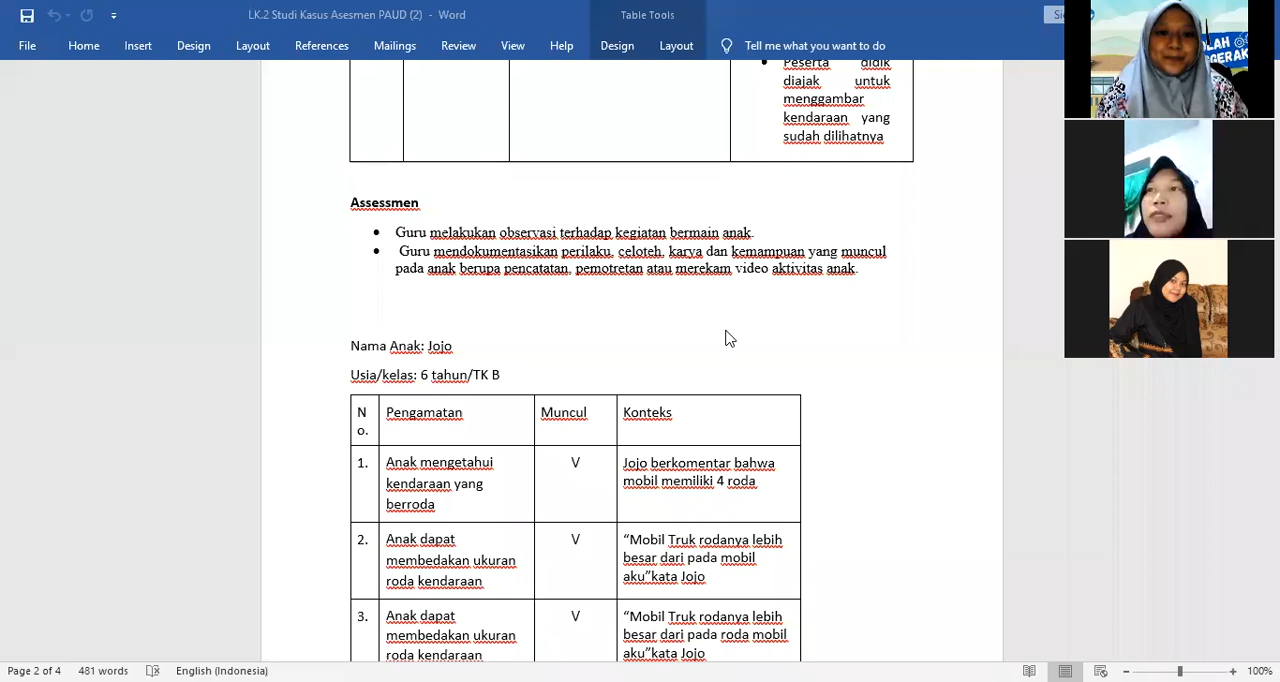 LK.2 Studi Kasus Asesmen PAUD (2) - Word
Table Tools
File Home Insert Design Layout References Mailings Review View Help Design Layout Tell me what you want to do
Peserta didik
diajak untuk
menggambar
kendaraan yang
sudah dilihatnya
Assessmen
Guru melakukan observasi terhadap kegiatan bermain anak.
Guru mendokumentasikan perilaku, celoteh, karya dan kemampuan yang muncul
pada anak berupa pencatatan, pemotretan atau merekam video aktivitas anak.
Nama Anak: Jojo
Usia/kelas: 6 tahun/TK B
N
o.
Pengamatan
Muncul
Konteks
1.
Anak mengetahui
kendaraan yang
berroda
V
Jojo berkomentar bahwa
mobil memiliki 4 roda
2.
Anak dapat
membedakan ukuran
roda kendaraan
V
“Mobil Truk rodanya lebih
besar dari pada mobil
aku”kata Jojo
3.
Anak dapat
membedakan ukuran
roda kendaraan
V
“Mobil Truk rodanya lebih
besar dari pada roda mobil
aku”kata Jojo
Page 2 of 4 481 words English (Indonesia) 100%